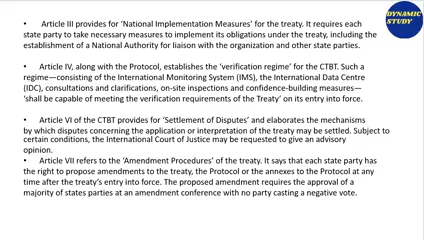 DYNAMIC
STUDY
• Article III provides for ‘National Implementation Measures’ for the treaty. It requires each
state party to take necessary measures to implement its obligations under the treaty, including the
establishment of a National Authority for liaison with the organization and other state parties.
• Article IV, along with the Protocol, establishes the ‘verification regime’ for the CTBT. Such a
regime—consisting of the International Monitoring System (IMS), the International Data Centre
(IDC), consultations and clarifications, on-site inspections and confidence-building measures—
‘shall be capable of meeting the verification requirements of the Treaty’ on its entry into force.
• Article VI of the CTBT provides for ‘Settlement of Disputes’ and elaborates the mechanisms
by which disputes concerning the application or interpretation of the treaty may be settled. Subject to
certain conditions, the International Court of Justice may be requested to give an advisory
opinion.
• Article VII refers to the ‘Amendment Procedures’ of the treaty. It says that each state party has
the right to propose amendments to the treaty, the Protocol or the annexes to the Protocol at any
time after the treaty’s entry into force. The proposed amendment requires the approval of a
majority of states parties at an amendment conference with no party casting a negative vote.